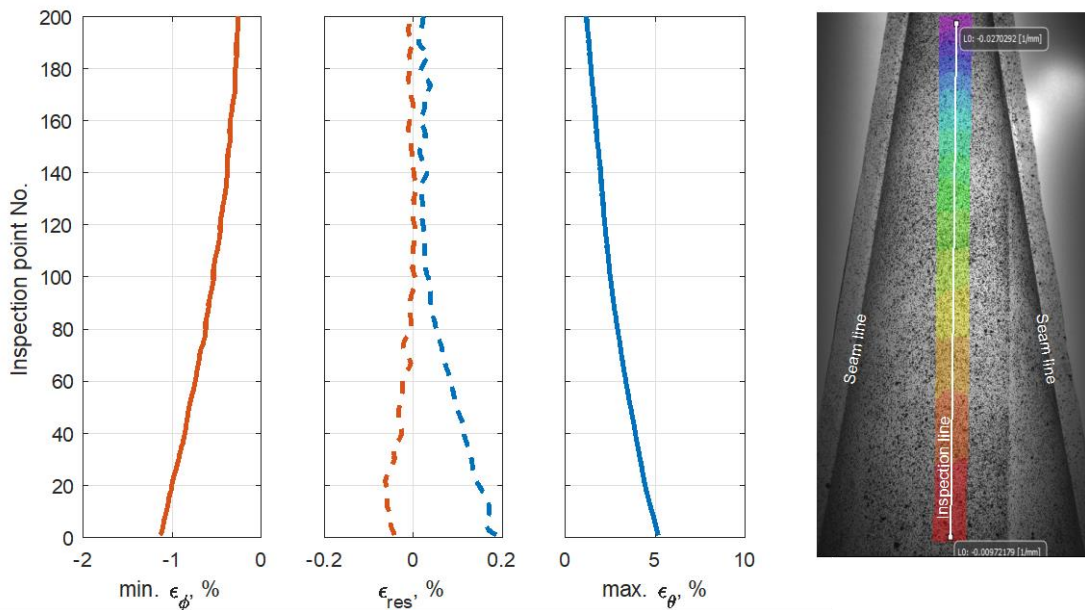 Inspection point No.
200
180
160
140
120
100
80
60
40
20
0
-2
-1
0
min. ϵ_ϕ, %
-0.2
0
0.2
ϵ_res, %
0
5
10
max. ϵ_θ, %
L0: -0.0270292 [1/mm]
Seam line
Inspection line
Seam line
L0: -0.00972179 [1/mm]